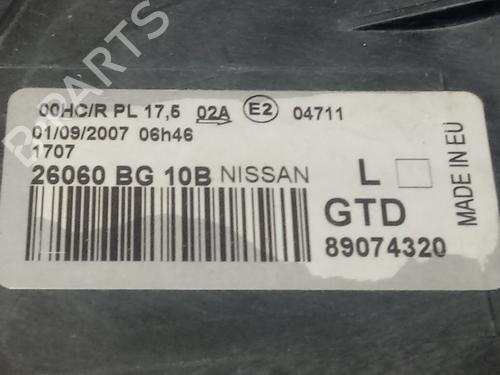 00HC/R PL 17,5 02A E2 04711
01/09/2007 06h46
1707
26060 BG 10B NISSAN
L
GTD
89074320
MADE IN EU
B PARTS